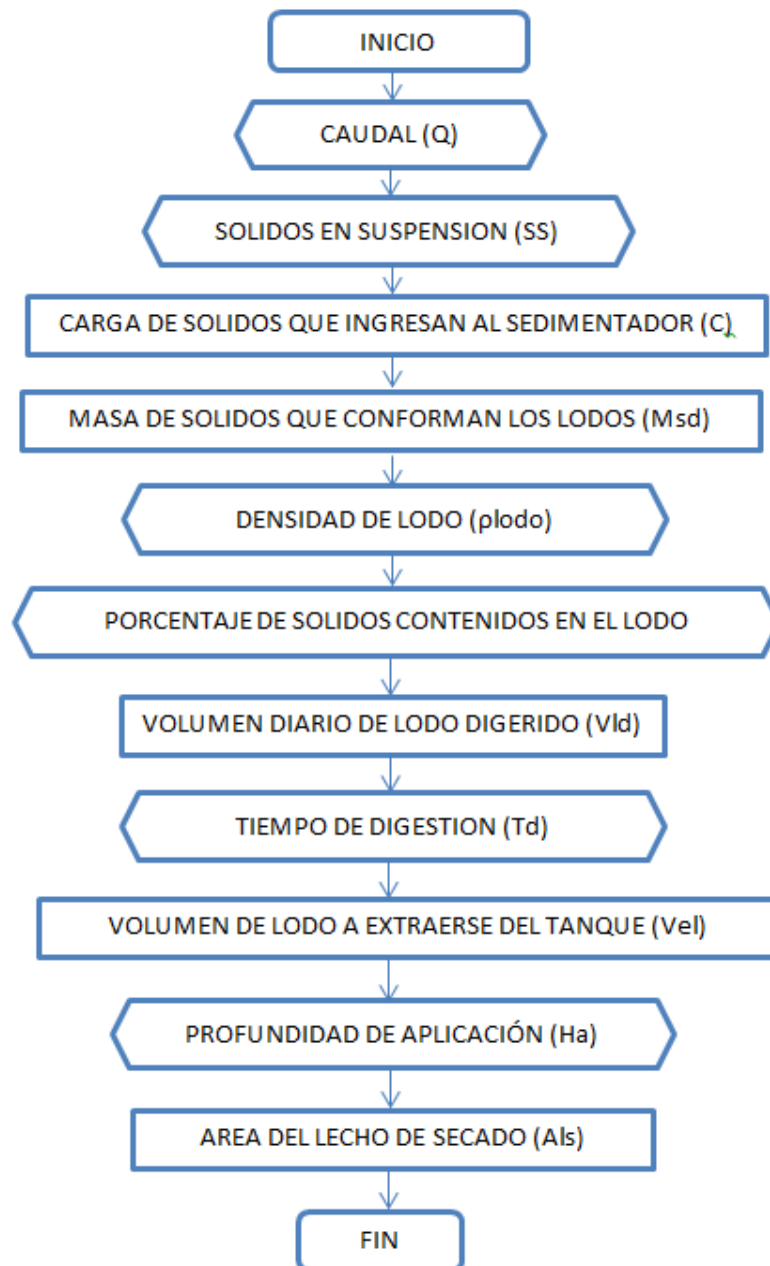 INICIO
CAUDAL (Q)
SOLIDOS EN SUSPENSION (SS)
CARGA DE SOLIDOS QUE INGRESAN AL SEDIMENTADOR (C)
MASA DE SOLIDOS QUE CONFORMAN LOS LODOS (Msd)
DENSIDAD DE LODO (ρlodo)
PORCENTAJE DE SOLIDOS CONTENIDOS EN EL LODO
VOLUMEN DIARIO DE LODO DIGERIDO (Vld)
TIEMPO DE DIGESTION (Td)
VOLUMEN DE LODO A EXTRAERSE DEL TANQUE (Vel)
PROFUNDIDAD DE APLICACIÓN (Ha)
AREA DEL LECHO DE SECADO (Als)
FIN